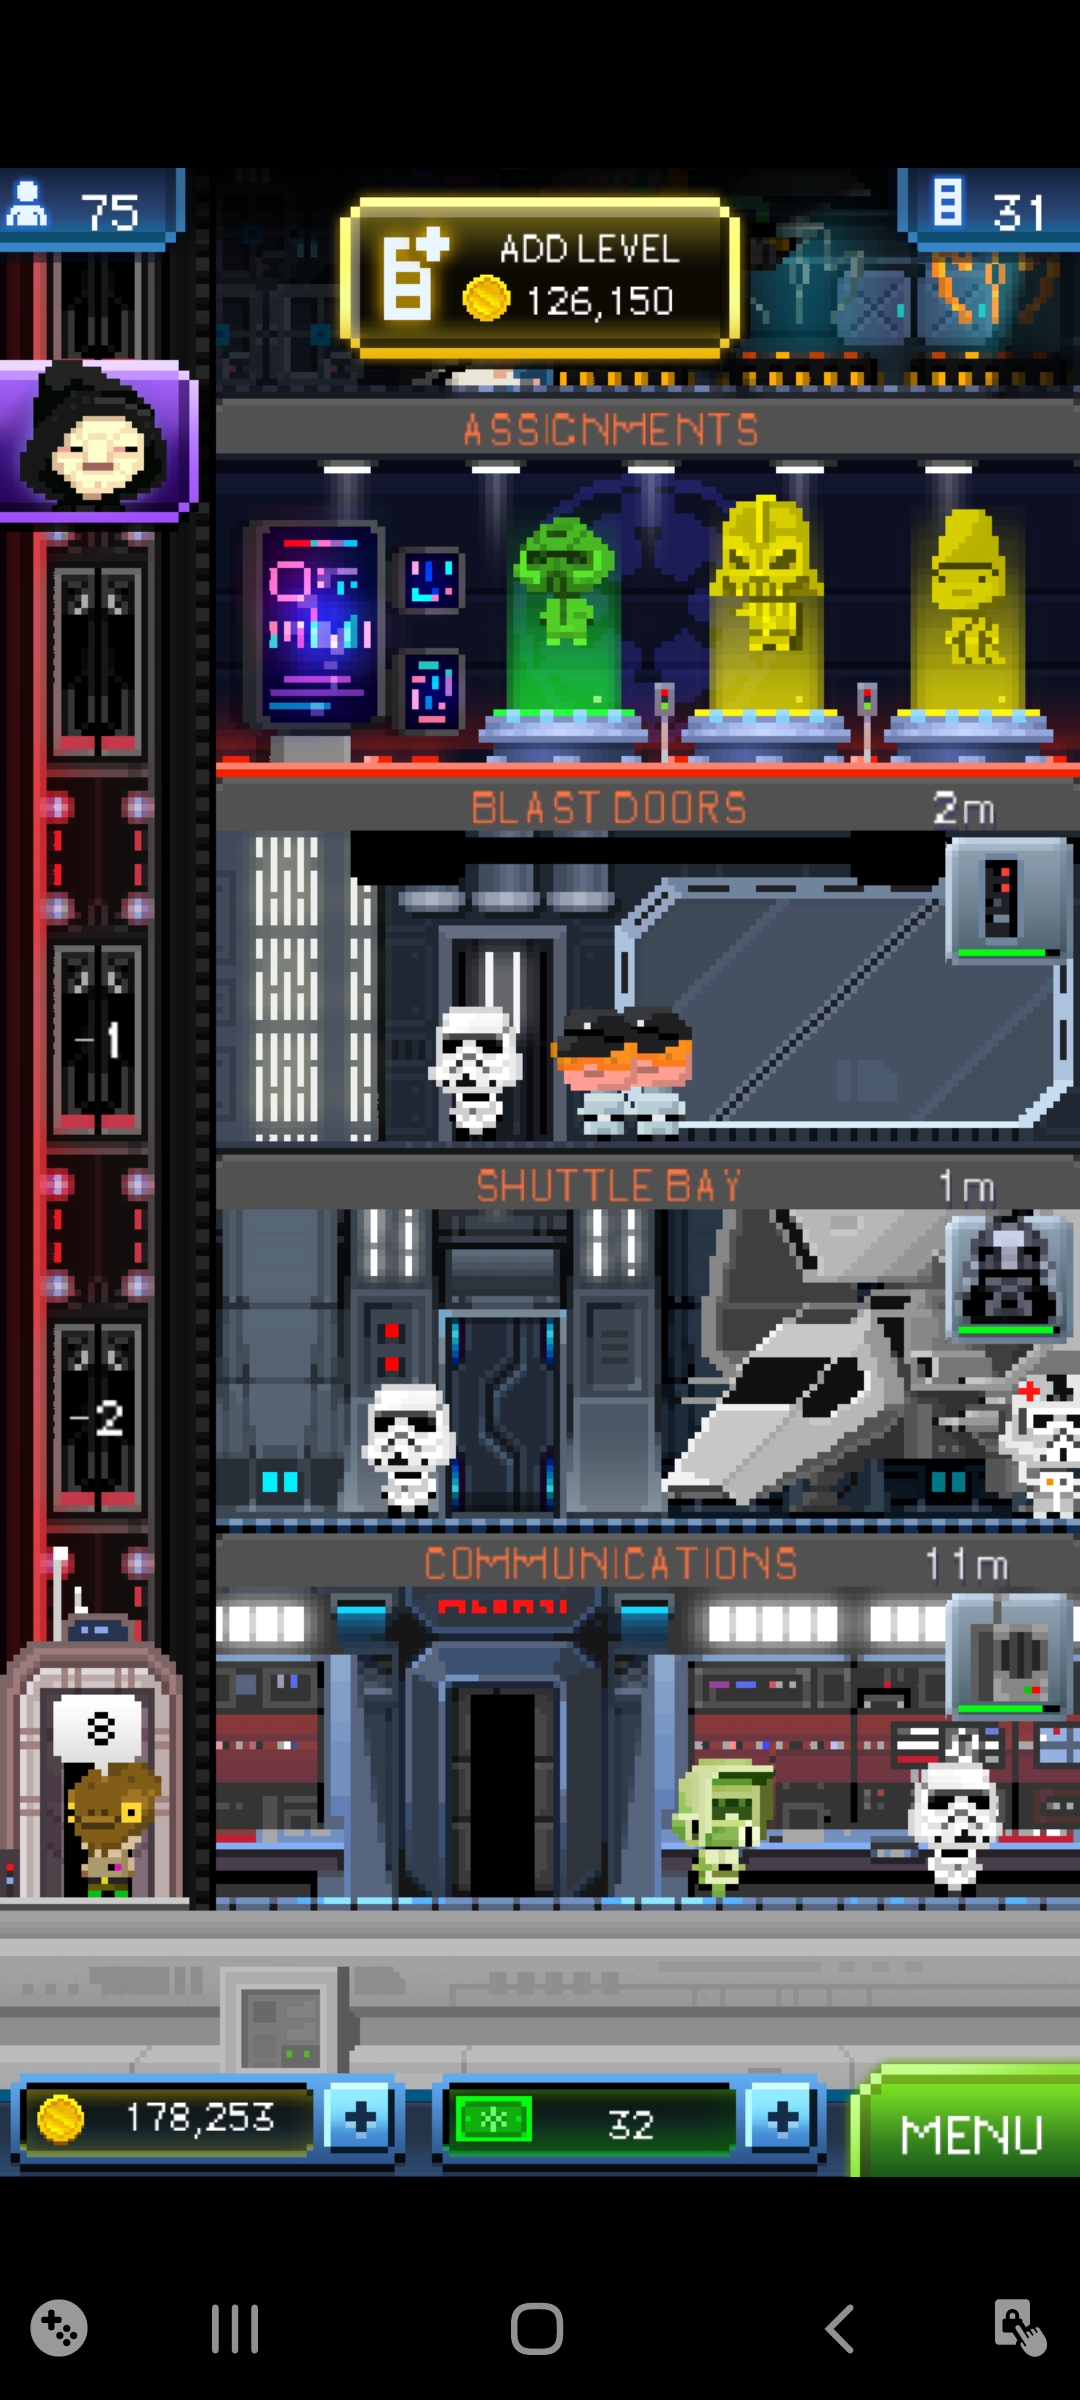 75
ADD LEVEL
126,150
31
ASSIGNMENTS
BLAST DOORS 2m
-1
SHUTTLE BAY 1m
-2
COMMUNICATIONS 11m
8
178,253
32
MENU